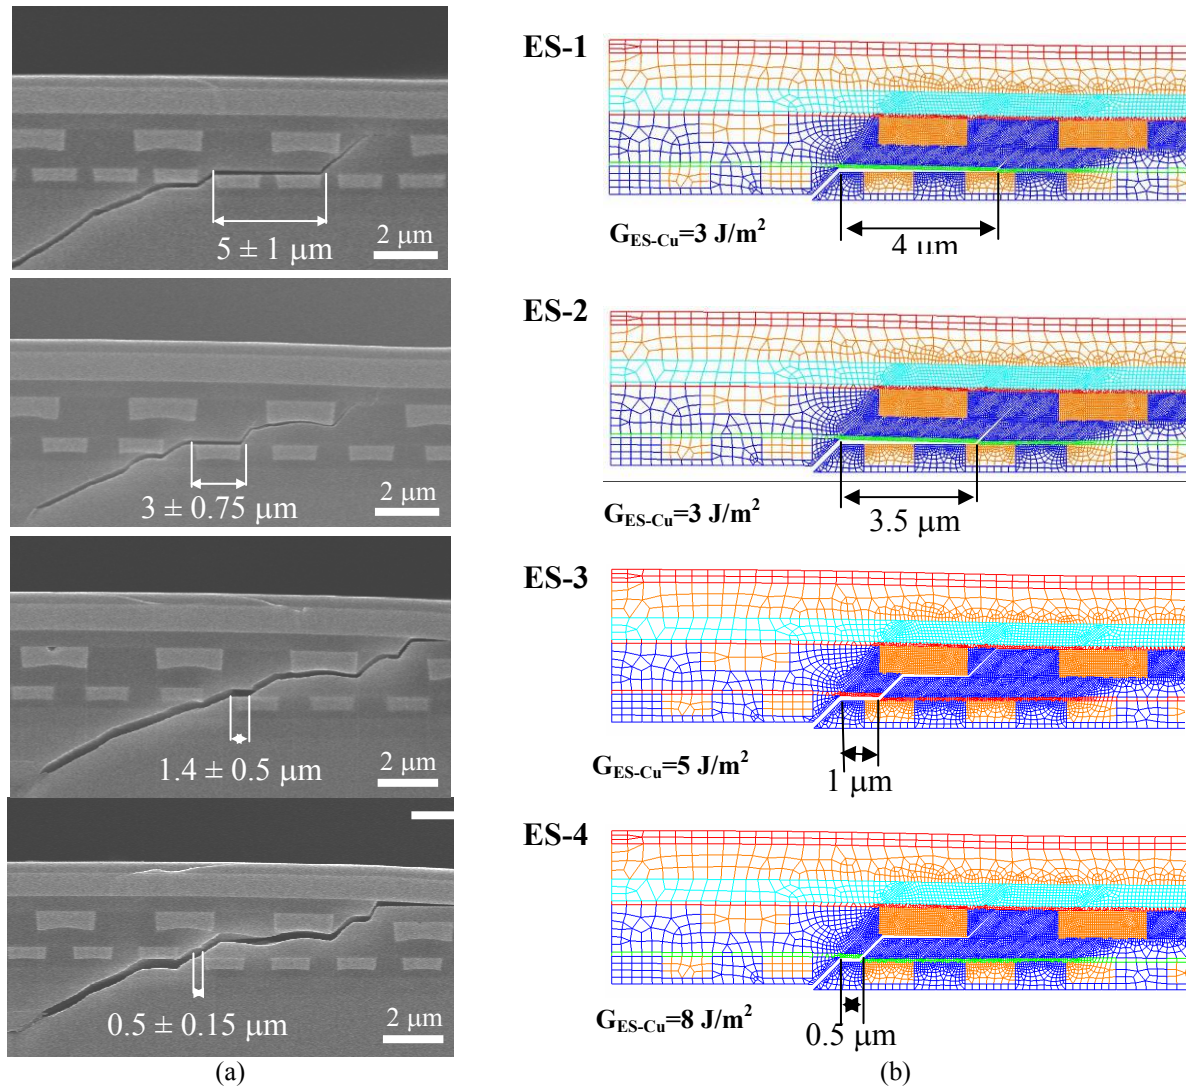 ES-1
5 ± 1 μm
2 μm
G_ES-Cu=3 J/m²
4 μm
ES-2
3 ± 0.75 μm
2 μm
G_ES-Cu=3 J/m²
3.5 μm
ES-3
1.4 ± 0.5 μm
2 μm
G_ES-Cu=5 J/m²
1 μm
ES-4
0.5 ± 0.15 μm
2 μm
G_ES-Cu=8 J/m²
0.5 μm
(a)
(b)